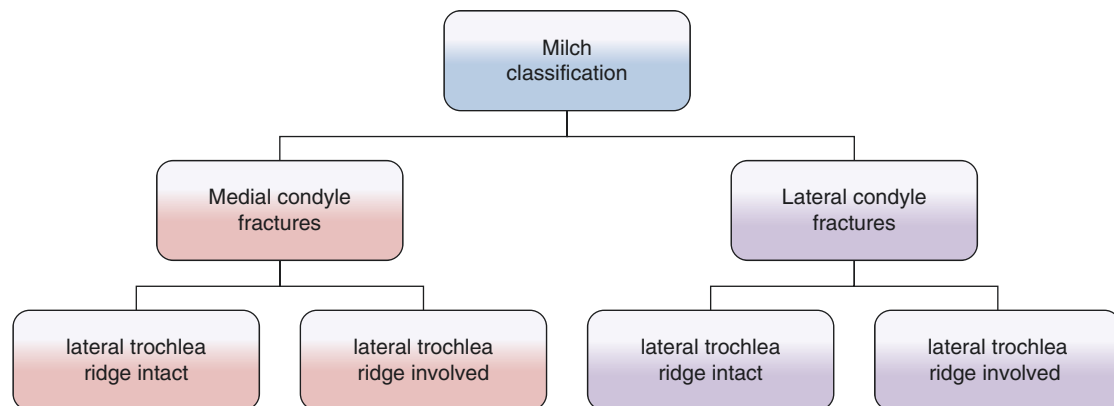 Milch
classification
Medial condyle
fractures
Lateral condyle
fractures
lateral trochlea
ridge intact
lateral trochlea
ridge involved
lateral trochlea
ridge intact
lateral trochlea
ridge involved